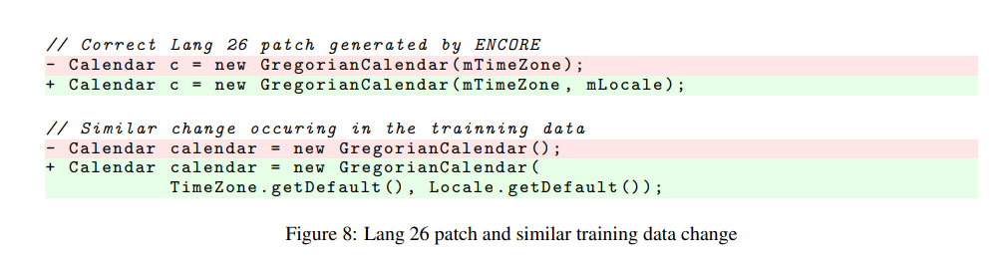 // Correct Lang 26 patch generated by ENCORE
- Calendar c = new GregorianCalendar(mTimeZone);
+ Calendar c = new GregorianCalendar(mTimeZone, mLocale);
// Similar change occuring in the trainning data
- Calendar calendar = new GregorianCalendar();
+ Calendar calendar = new GregorianCalendar(
TimeZone.getDefault(), Locale.getDefault());
Figure 8: Lang 26 patch and similar training data change